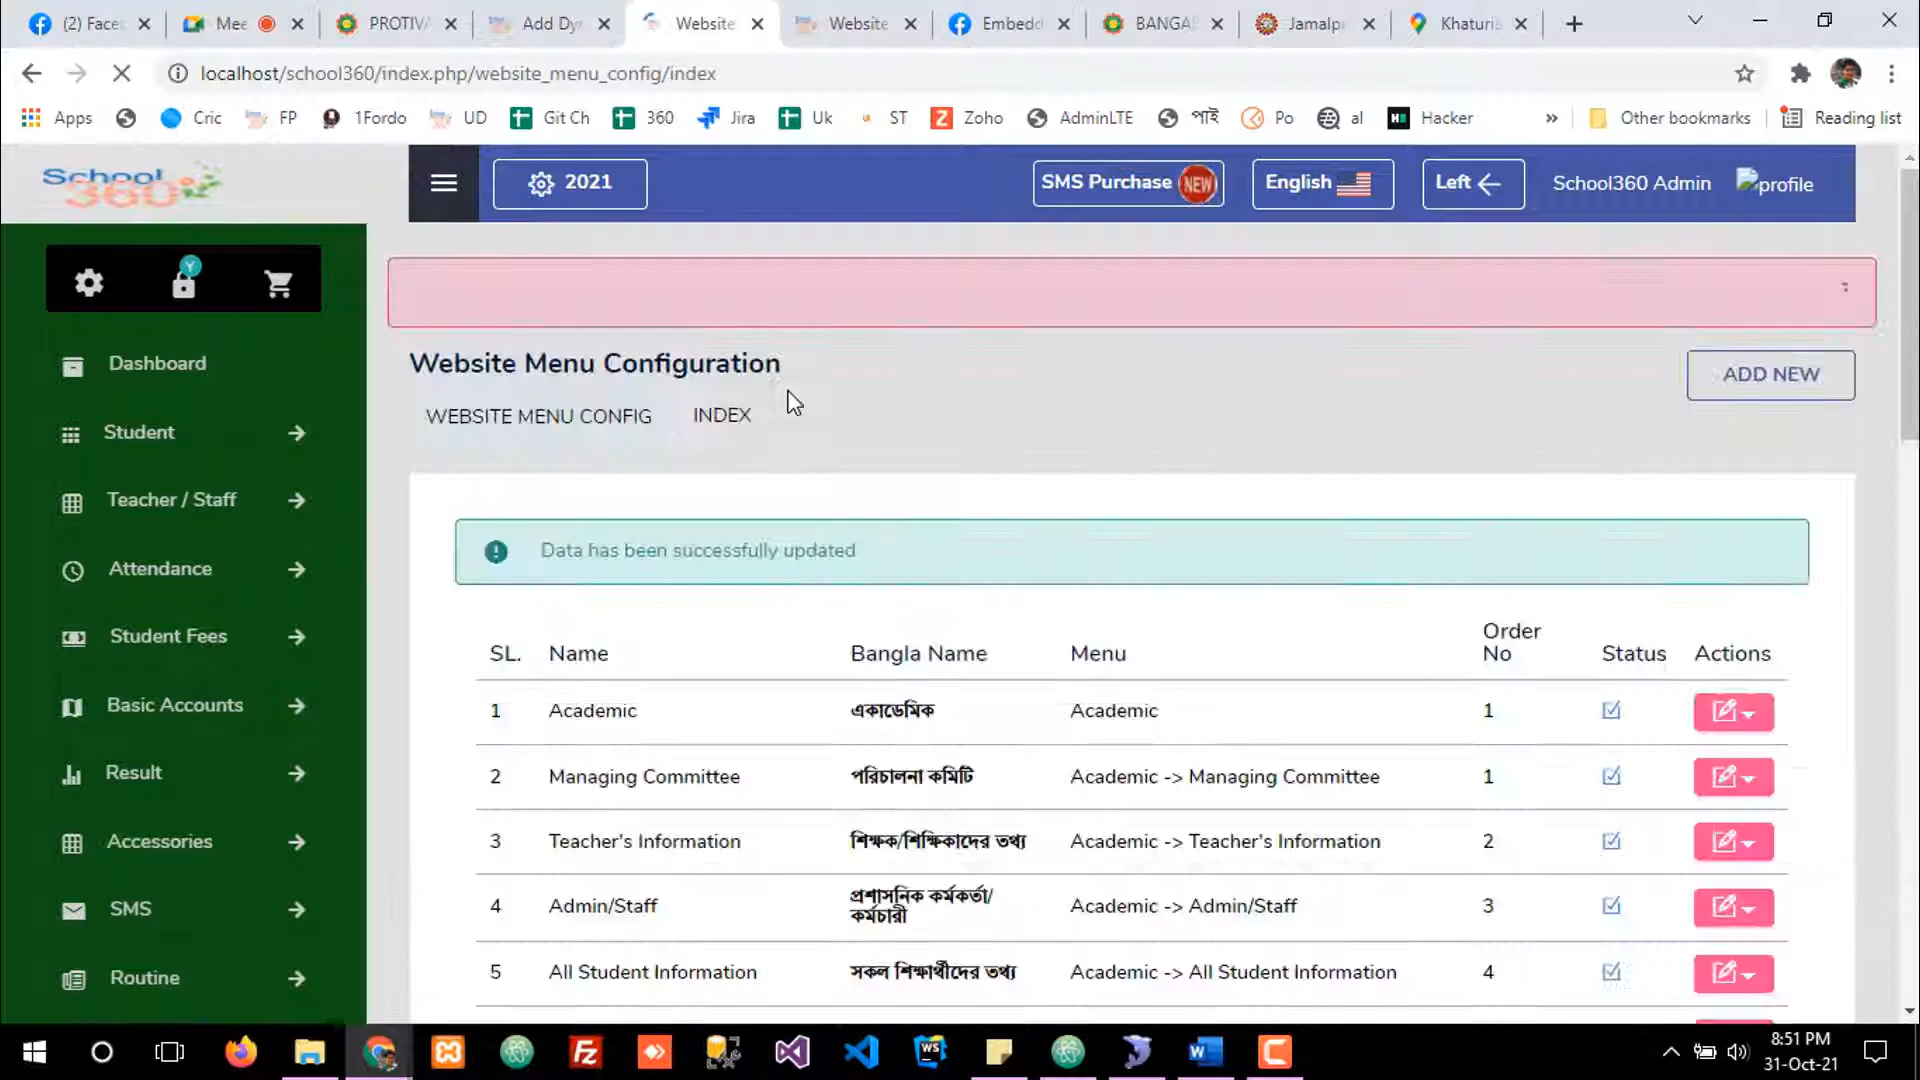 (2) Face
Mee
PROTIVA
Add Dy
Website
Website
Embedd
BANGA
Jamalp
Khaturia
localhost/school360/index.php/website_menu_config/index
Apps
Cric
FP
1Fordo
UD
Git Ch
360
Jira
Uk
ST
Zoho
AdminLTE
পাই
Po
al
Hacker
»
Other bookmarks
Reading list
School
360
2021
SMS Purchase NEW
English
Left
School360 Admin
profile
Y
Dashboard
Student
Teacher / Staff
Attendance
Student Fees
Basic Accounts
Result
Accessories
SMS
Routine
Website Menu Configuration
ADD NEW
WEBSITE MENU CONFIG INDEX
Data has been successfully updated
SL. Name Bangla Name Menu Order No Status Actions
1 Academic একাডেমিক Academic 1
2 Managing Committee পরিচালনা কমিটি Academic -> Managing Committee 1
3 Teacher's Information শিক্ষক/শিক্ষিকাদের তথ্য Academic -> Teacher's Information 2
4 Admin/Staff প্রশাসনিক কর্মকর্তা/
কর্মচারী Academic -> Admin/Staff 3
5 All Student Information সকল শিক্ষার্থীদের তথ্য Academic -> All Student Information 4
8:51 PM
31-Oct-21